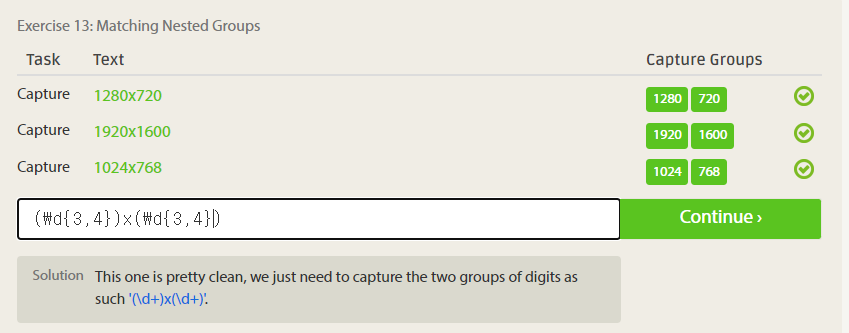 Exercise 13: Matching Nested Groups
Task Text Capture Groups
Capture 1280x720 1280 720
Capture 1920x1600 1920 1600
Capture 1024x768 1024 768
(₩d{3,4})x(₩d{3,4}) Continue ›
Solution This one is pretty clean, we just need to capture the two groups of digits as
such '(\d+)x(\d+)'.